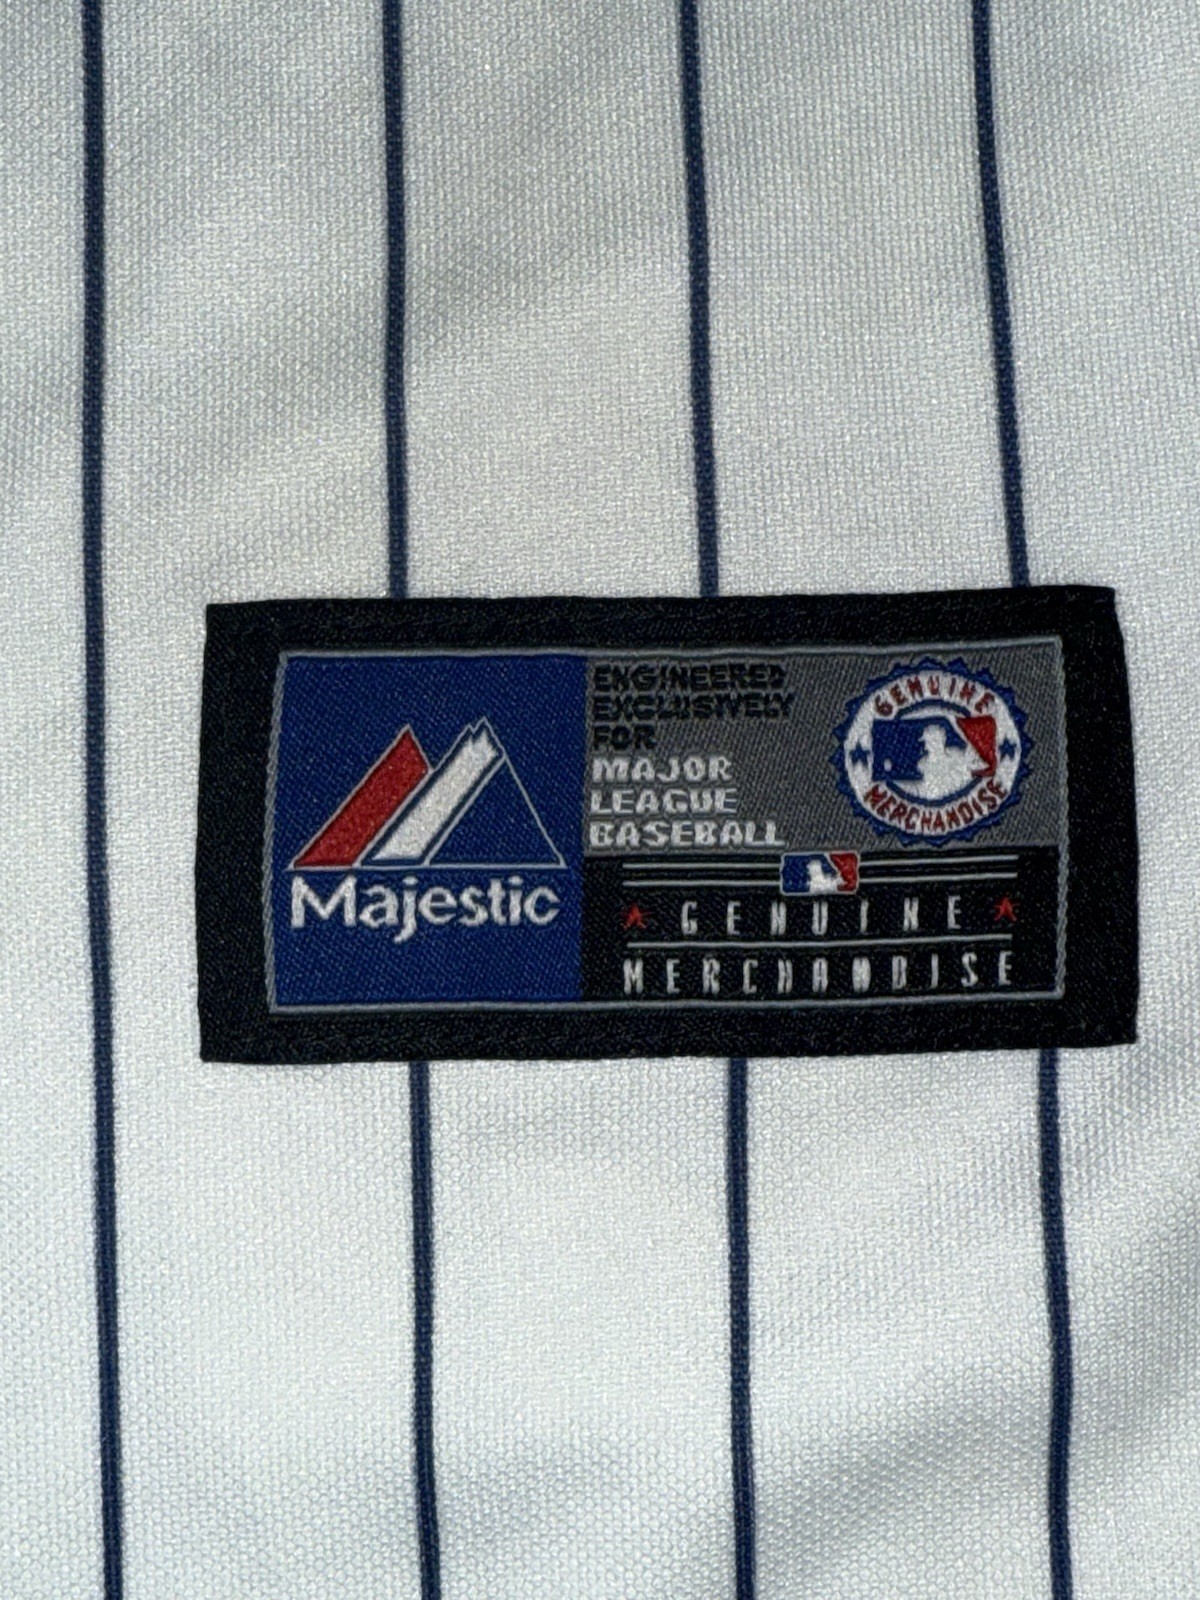 Majestic
ENGINEERED
EXCLUSIVELY
FOR
MAJOR
LEAGUE
BASEBALL
GENUINE
MERCHANDISE
GENUINE
MERCHANDISE